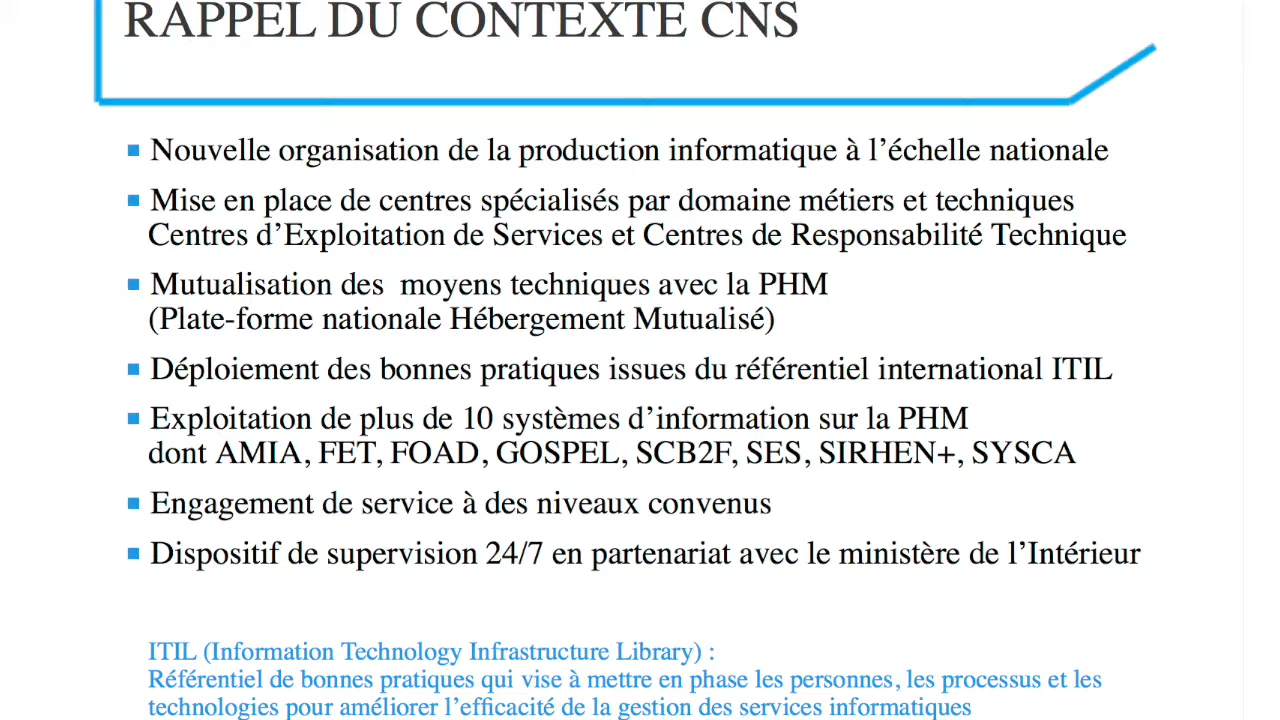 RAPPEL DU CONTEXTE CNS
Nouvelle organisation de la production informatique à l’échelle nationale
Mise en place de centres spécialisés par domaine métiers et techniques
Centres d’Exploitation de Services et Centres de Responsabilité Technique
Mutualisation des  moyens techniques avec la PHM
(Plate-forme nationale Hébergement Mutualisé)
Déploiement des bonnes pratiques issues du référentiel international ITIL
Exploitation de plus de 10 systèmes d’information sur la PHM
dont AMIA, FET, FOAD, GOSPEL, SCB2F, SES, SIRHEN+, SYSCA
Engagement de service à des niveaux convenus
Dispositif de supervision 24/7 en partenariat avec le ministère de l’Intérieur
ITIL (Information Technology Infrastructure Library) :
Référentiel de bonnes pratiques qui vise à mettre en phase les personnes, les processus et les
technologies pour améliorer l’efficacité de la gestion des services informatiques